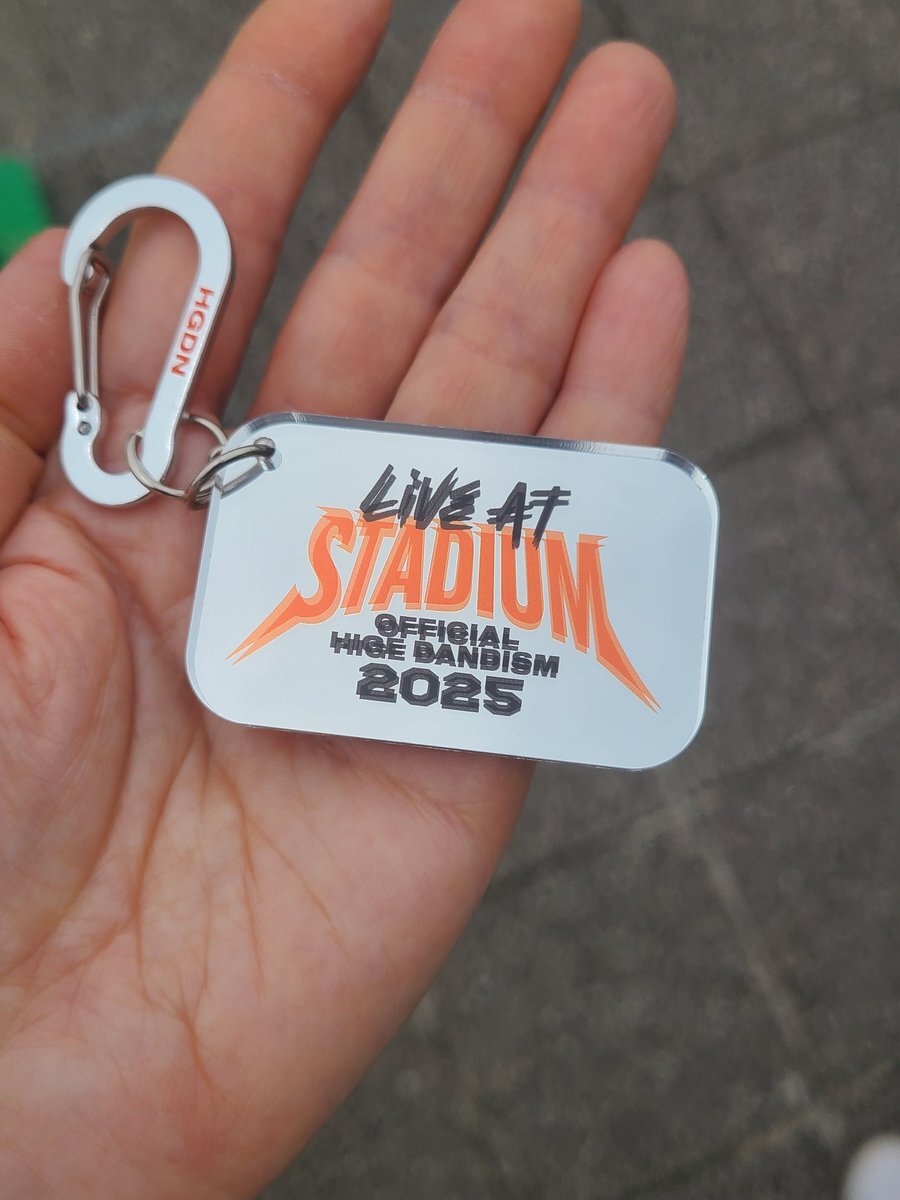 HGDN
LiVE AT
STADIUM
OFFICIAL
HIGE DANDISM
2025